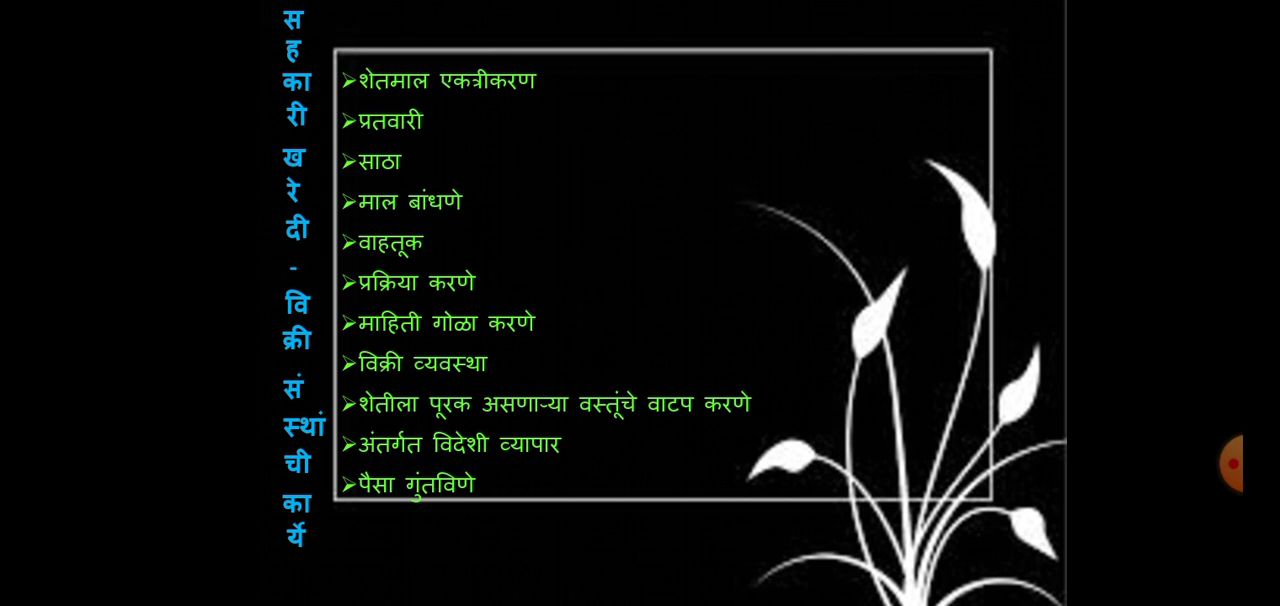 सहकारी खरेदी - विक्री संस्थांची कार्ये
➢शेतमाल एकत्रीकरण
➢प्रतवारी
➢साठा
➢माल बांधणे
➢वाहतूक
➢प्रक्रिया करणे
➢माहिती गोळा करणे
➢विक्री व्यवस्था
➢शेतीला पूरक असणाऱ्या वस्तूंचे वाटप करणे
➢अंतर्गत विदेशी व्यापार
➢पैसा गुंतविणे